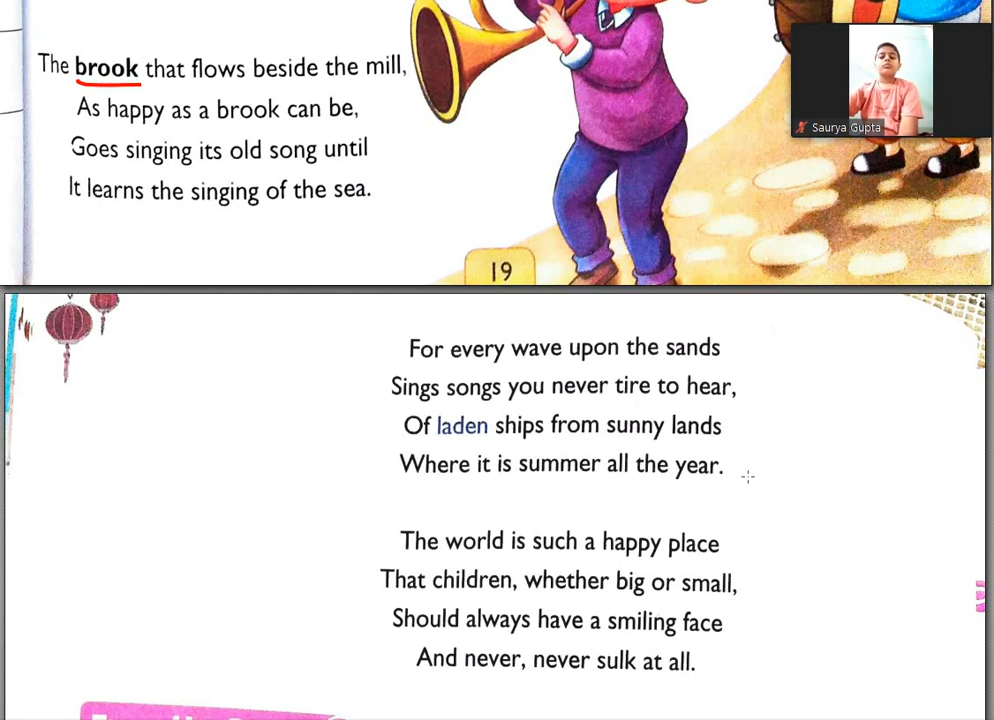 The brook that flows beside the mill,
As happy as a brook can be,
Goes singing its old song until
It learns the singing of the sea.
19
Saurya Gupta
For every wave upon the sands
Sings songs you never tire to hear,
Of laden ships from sunny lands
Where it is summer all the year.
The world is such a happy place
That children, whether big or small,
Should always have a smiling face
And never, never sulk at all.